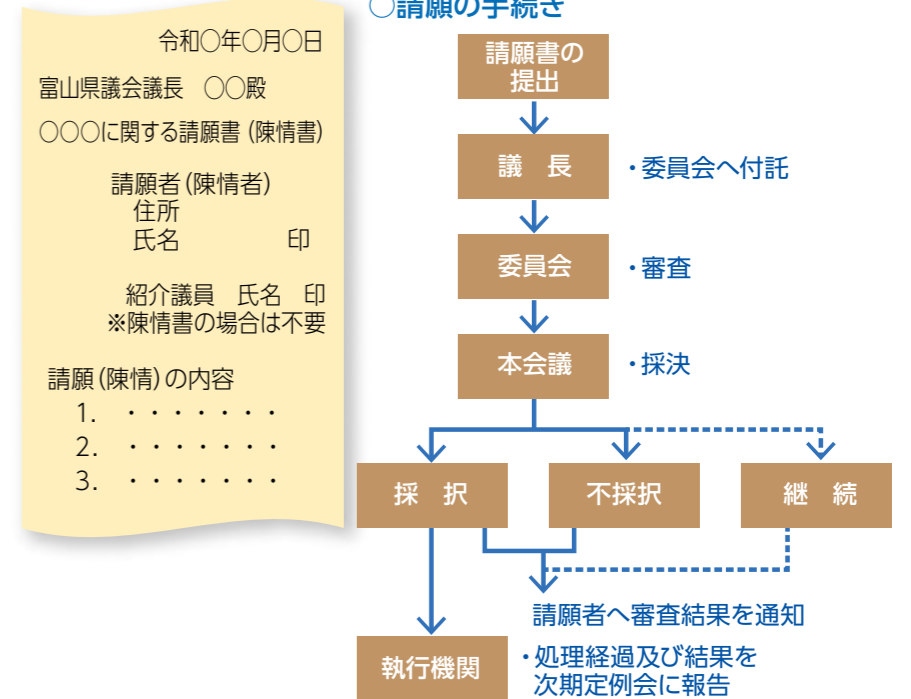 令和○年○月○日
富山県議会議長 ○○殿
○○○に関する請願書(陳情書)
請願者(陳情者)
住所
氏名 印
紹介議員 氏名 印
※陳情書の場合は不要
請願(陳情)の内容
1. ・・・・・・・
2. ・・・・・・・
3. ・・・・・・・
○請願の手続き
請願書の
提出
議 長
・委員会へ付託
委員会
・審査
本会議
・採決
採 択
不採択
継 続
請願者へ審査結果を通知
執行機関
・処理経過及び結果を
次期定例会に報告